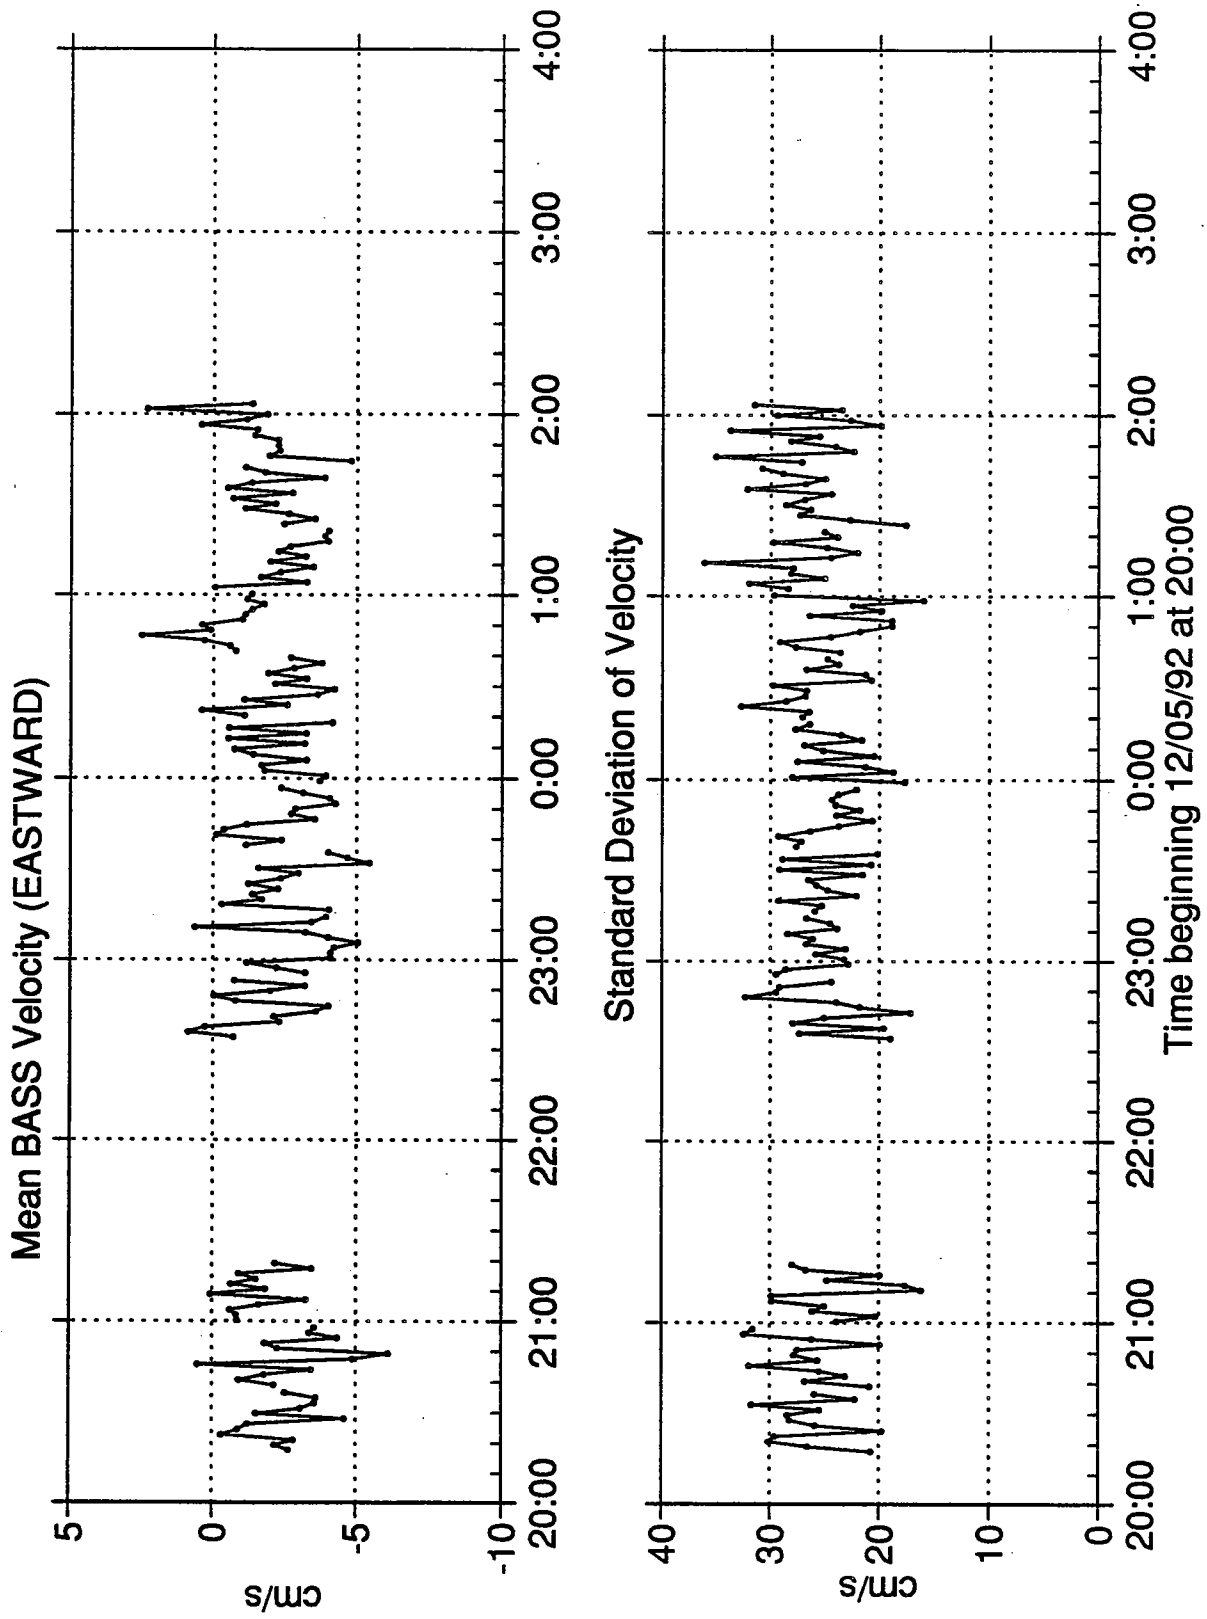 Mean BASS Velocity (EASTWARD)
5
0
-5
-10
cm/s
20:00 21:00 22:00 23:00 0:00 1:00 2:00 3:00 4:00
Standard Deviation of Velocity
40
30
20
10
0
cm/s
20:00 21:00 22:00 23:00 0:00 1:00 2:00 3:00 4:00
Time beginning 12/05/92 at 20:00